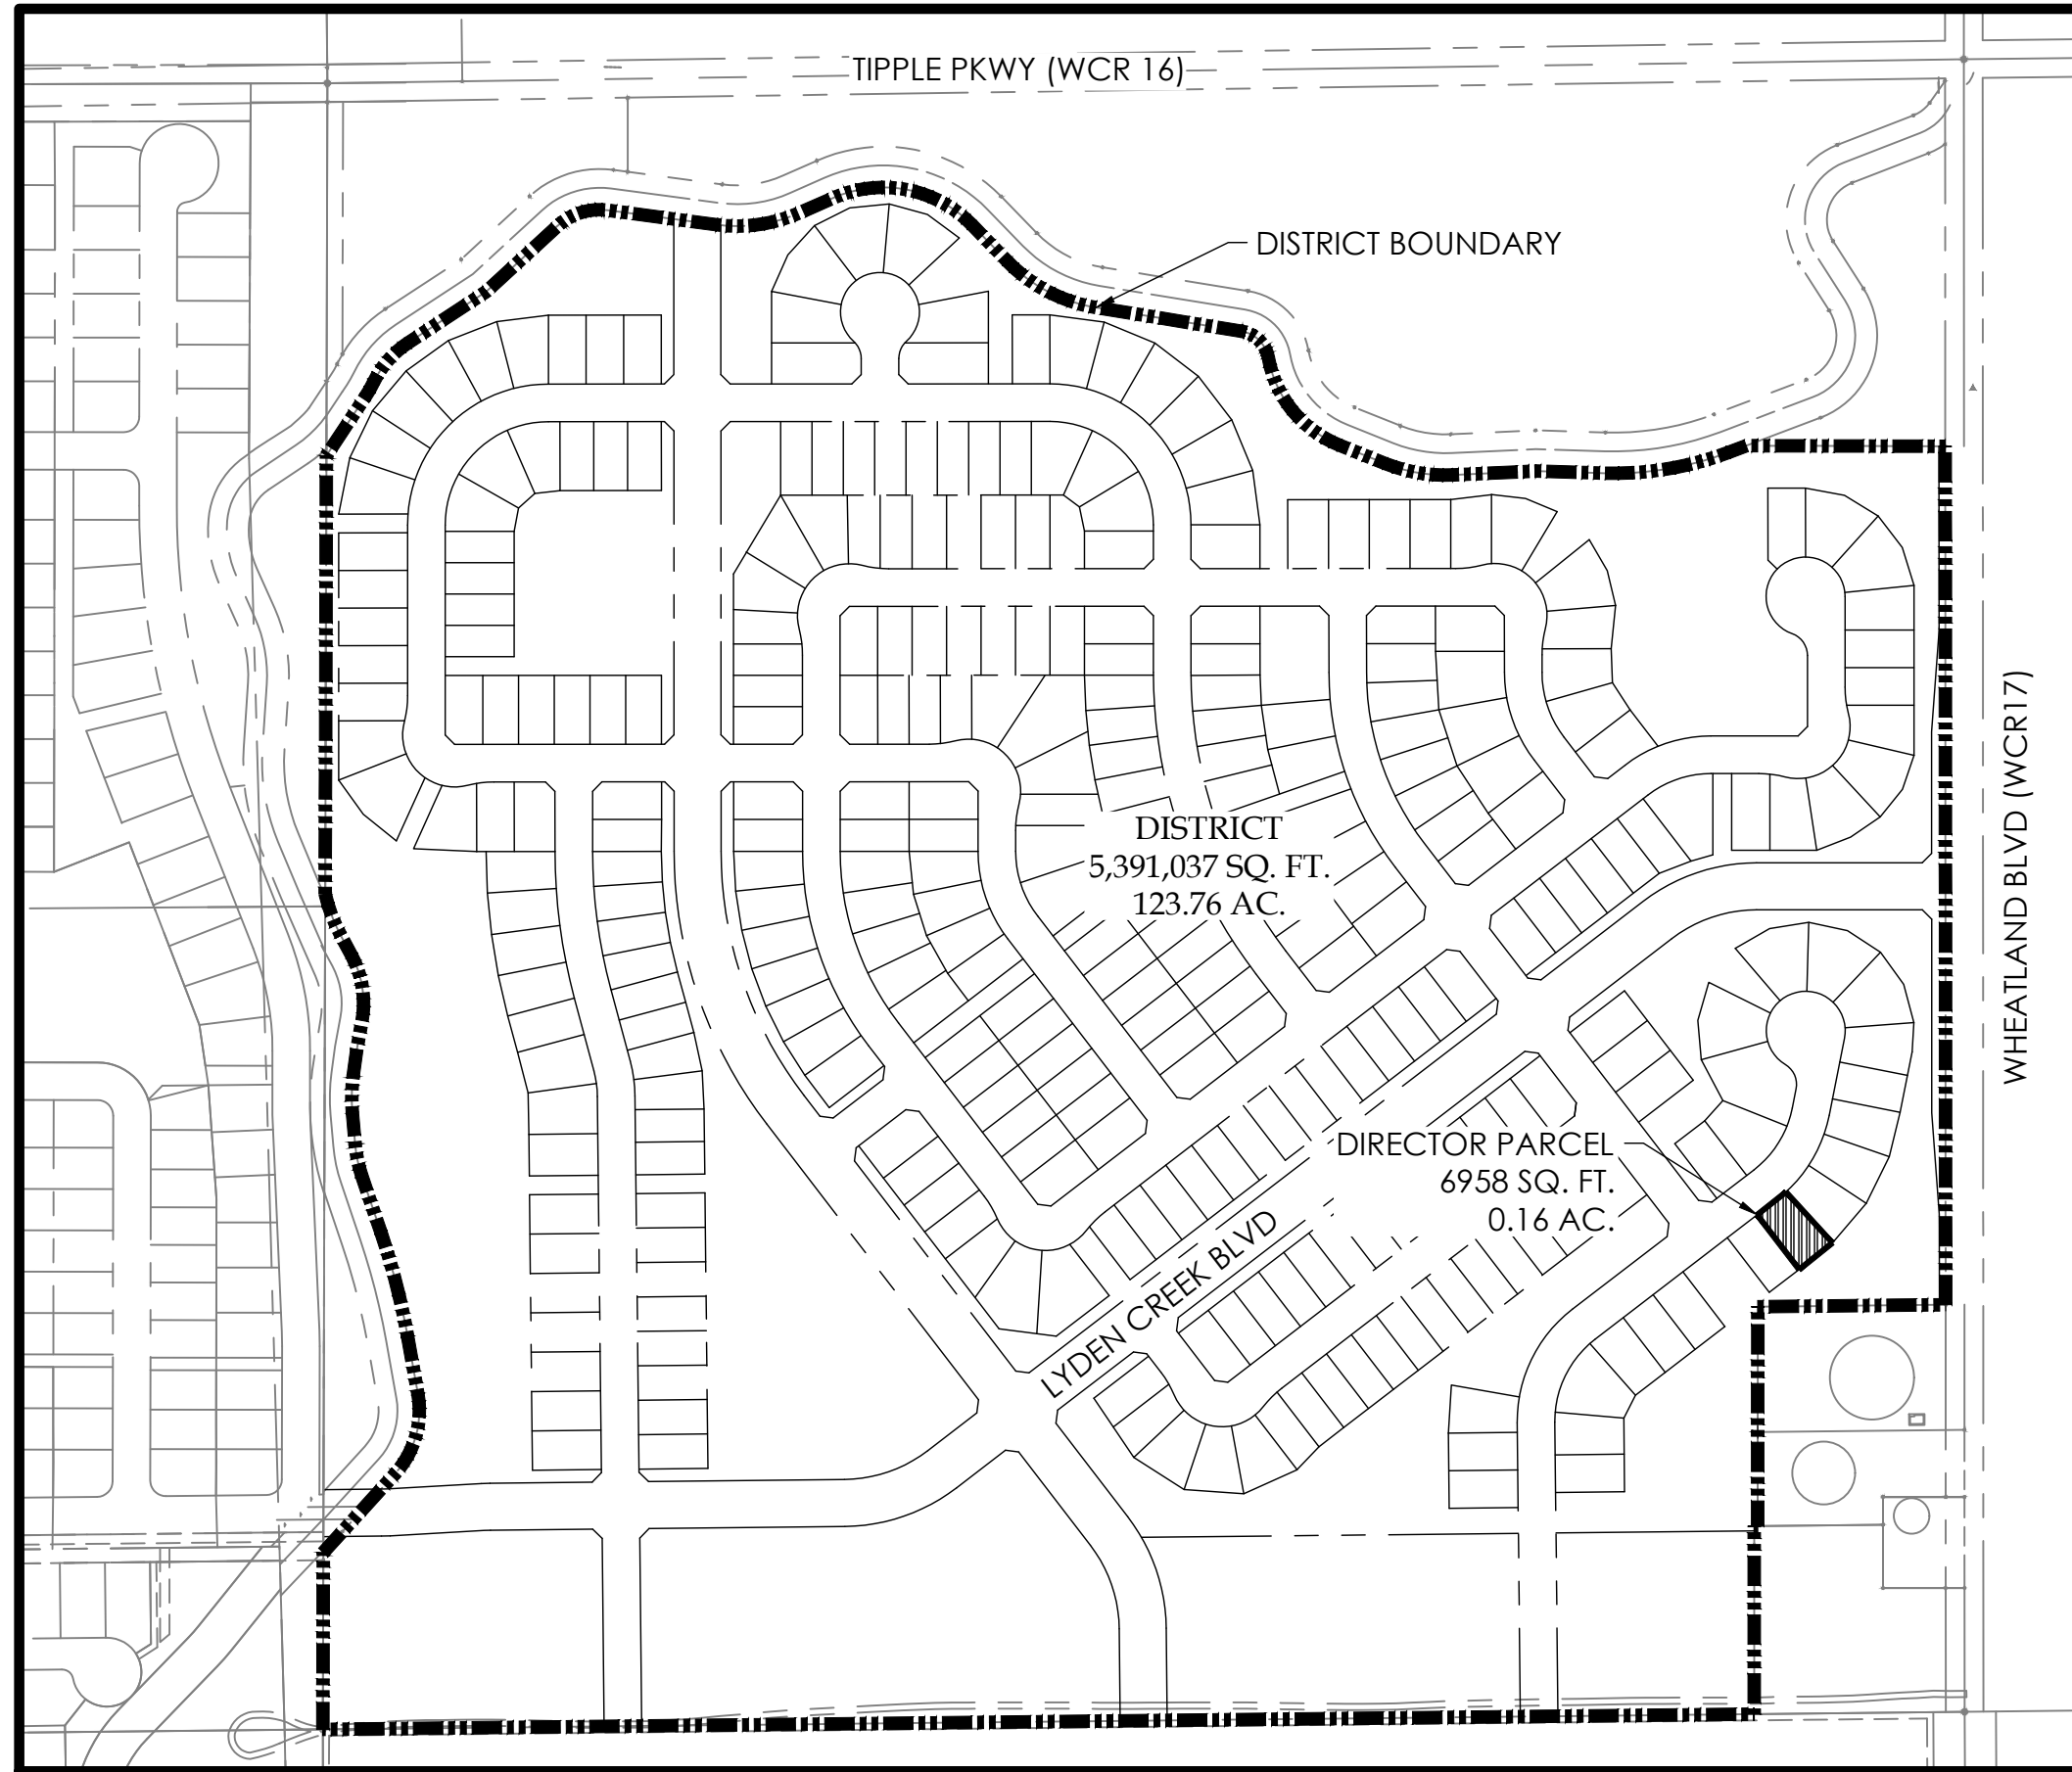 TIPPLE PKWY (WCR 16)
DISTRICT BOUNDARY
DISTRICT
5,391,037 SQ. FT.
123.76 AC.
WHEATLAND BLVD (WCR17)
DIRECTOR PARCEL
6958 SQ. FT.
0.16 AC.
LYDEN CREEK BLVD